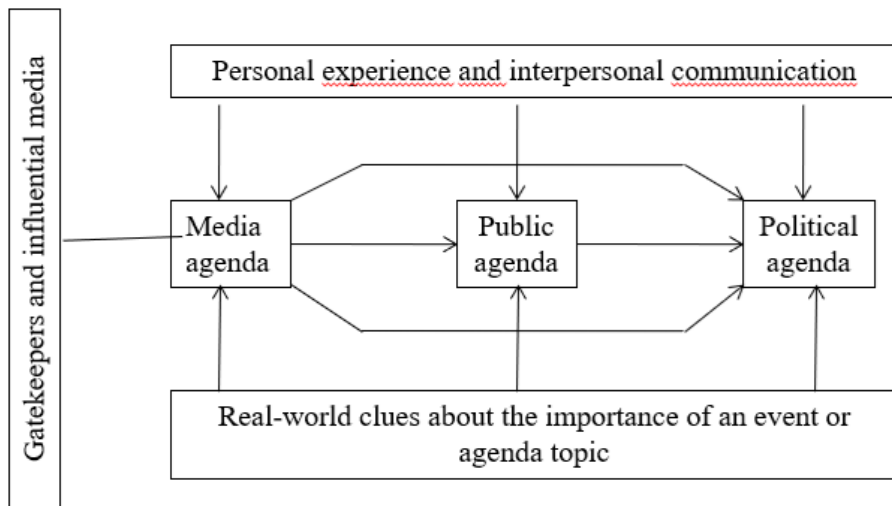 Gatekeepers and influential media
Personal experience and interpersonal communication
Media
agenda
Public
agenda
Political
agenda
Real-world clues about the importance of an event or
agenda topic